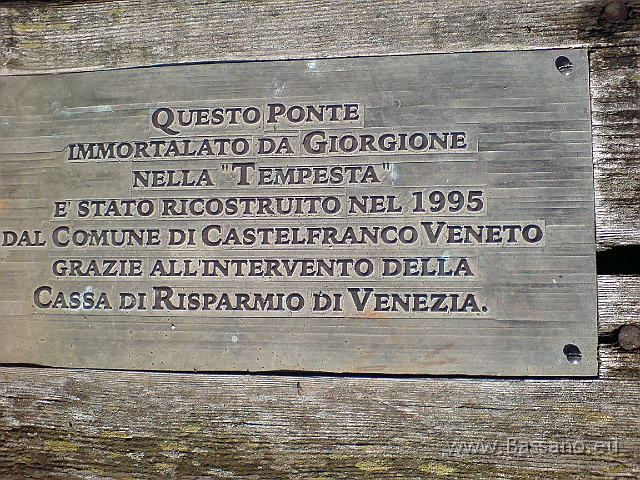 QUESTO PONTE
IMMORTALATO DA GIORGIONE
NELLA "TEMPESTA"
E' STATO RICOSTRUITO NEL 1995
DAL COMUNE DI CASTELFRANCO VENETO
GRAZIE ALL'INTERVENTO DELLA
CASSA DI RISPARMIO DI VENEZIA.
www.Bassano.eu